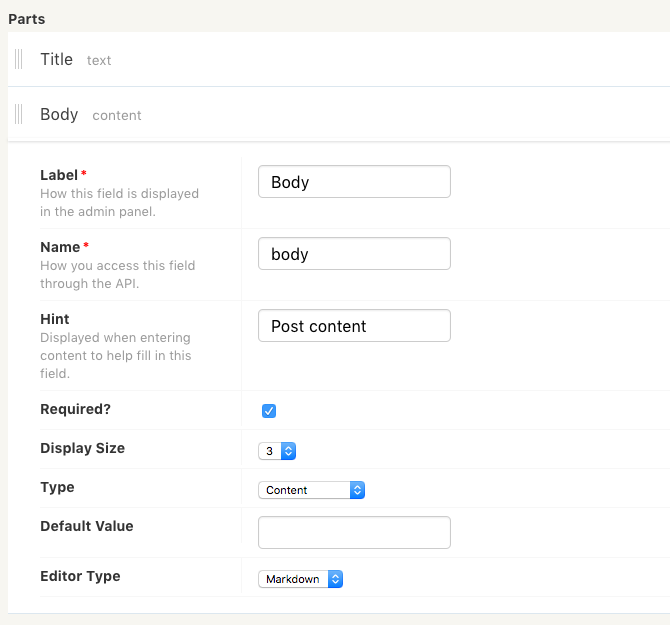 Parts
Title text
Body content
Label*
How this field is displayed
in the admin panel.
Body
Name*
How you access this field
through the API.
body
Hint
Displayed when entering
content to help fill in this
field.
Post content
Required?
Display Size
3
Type
Content
Default Value
Editor Type
Markdown